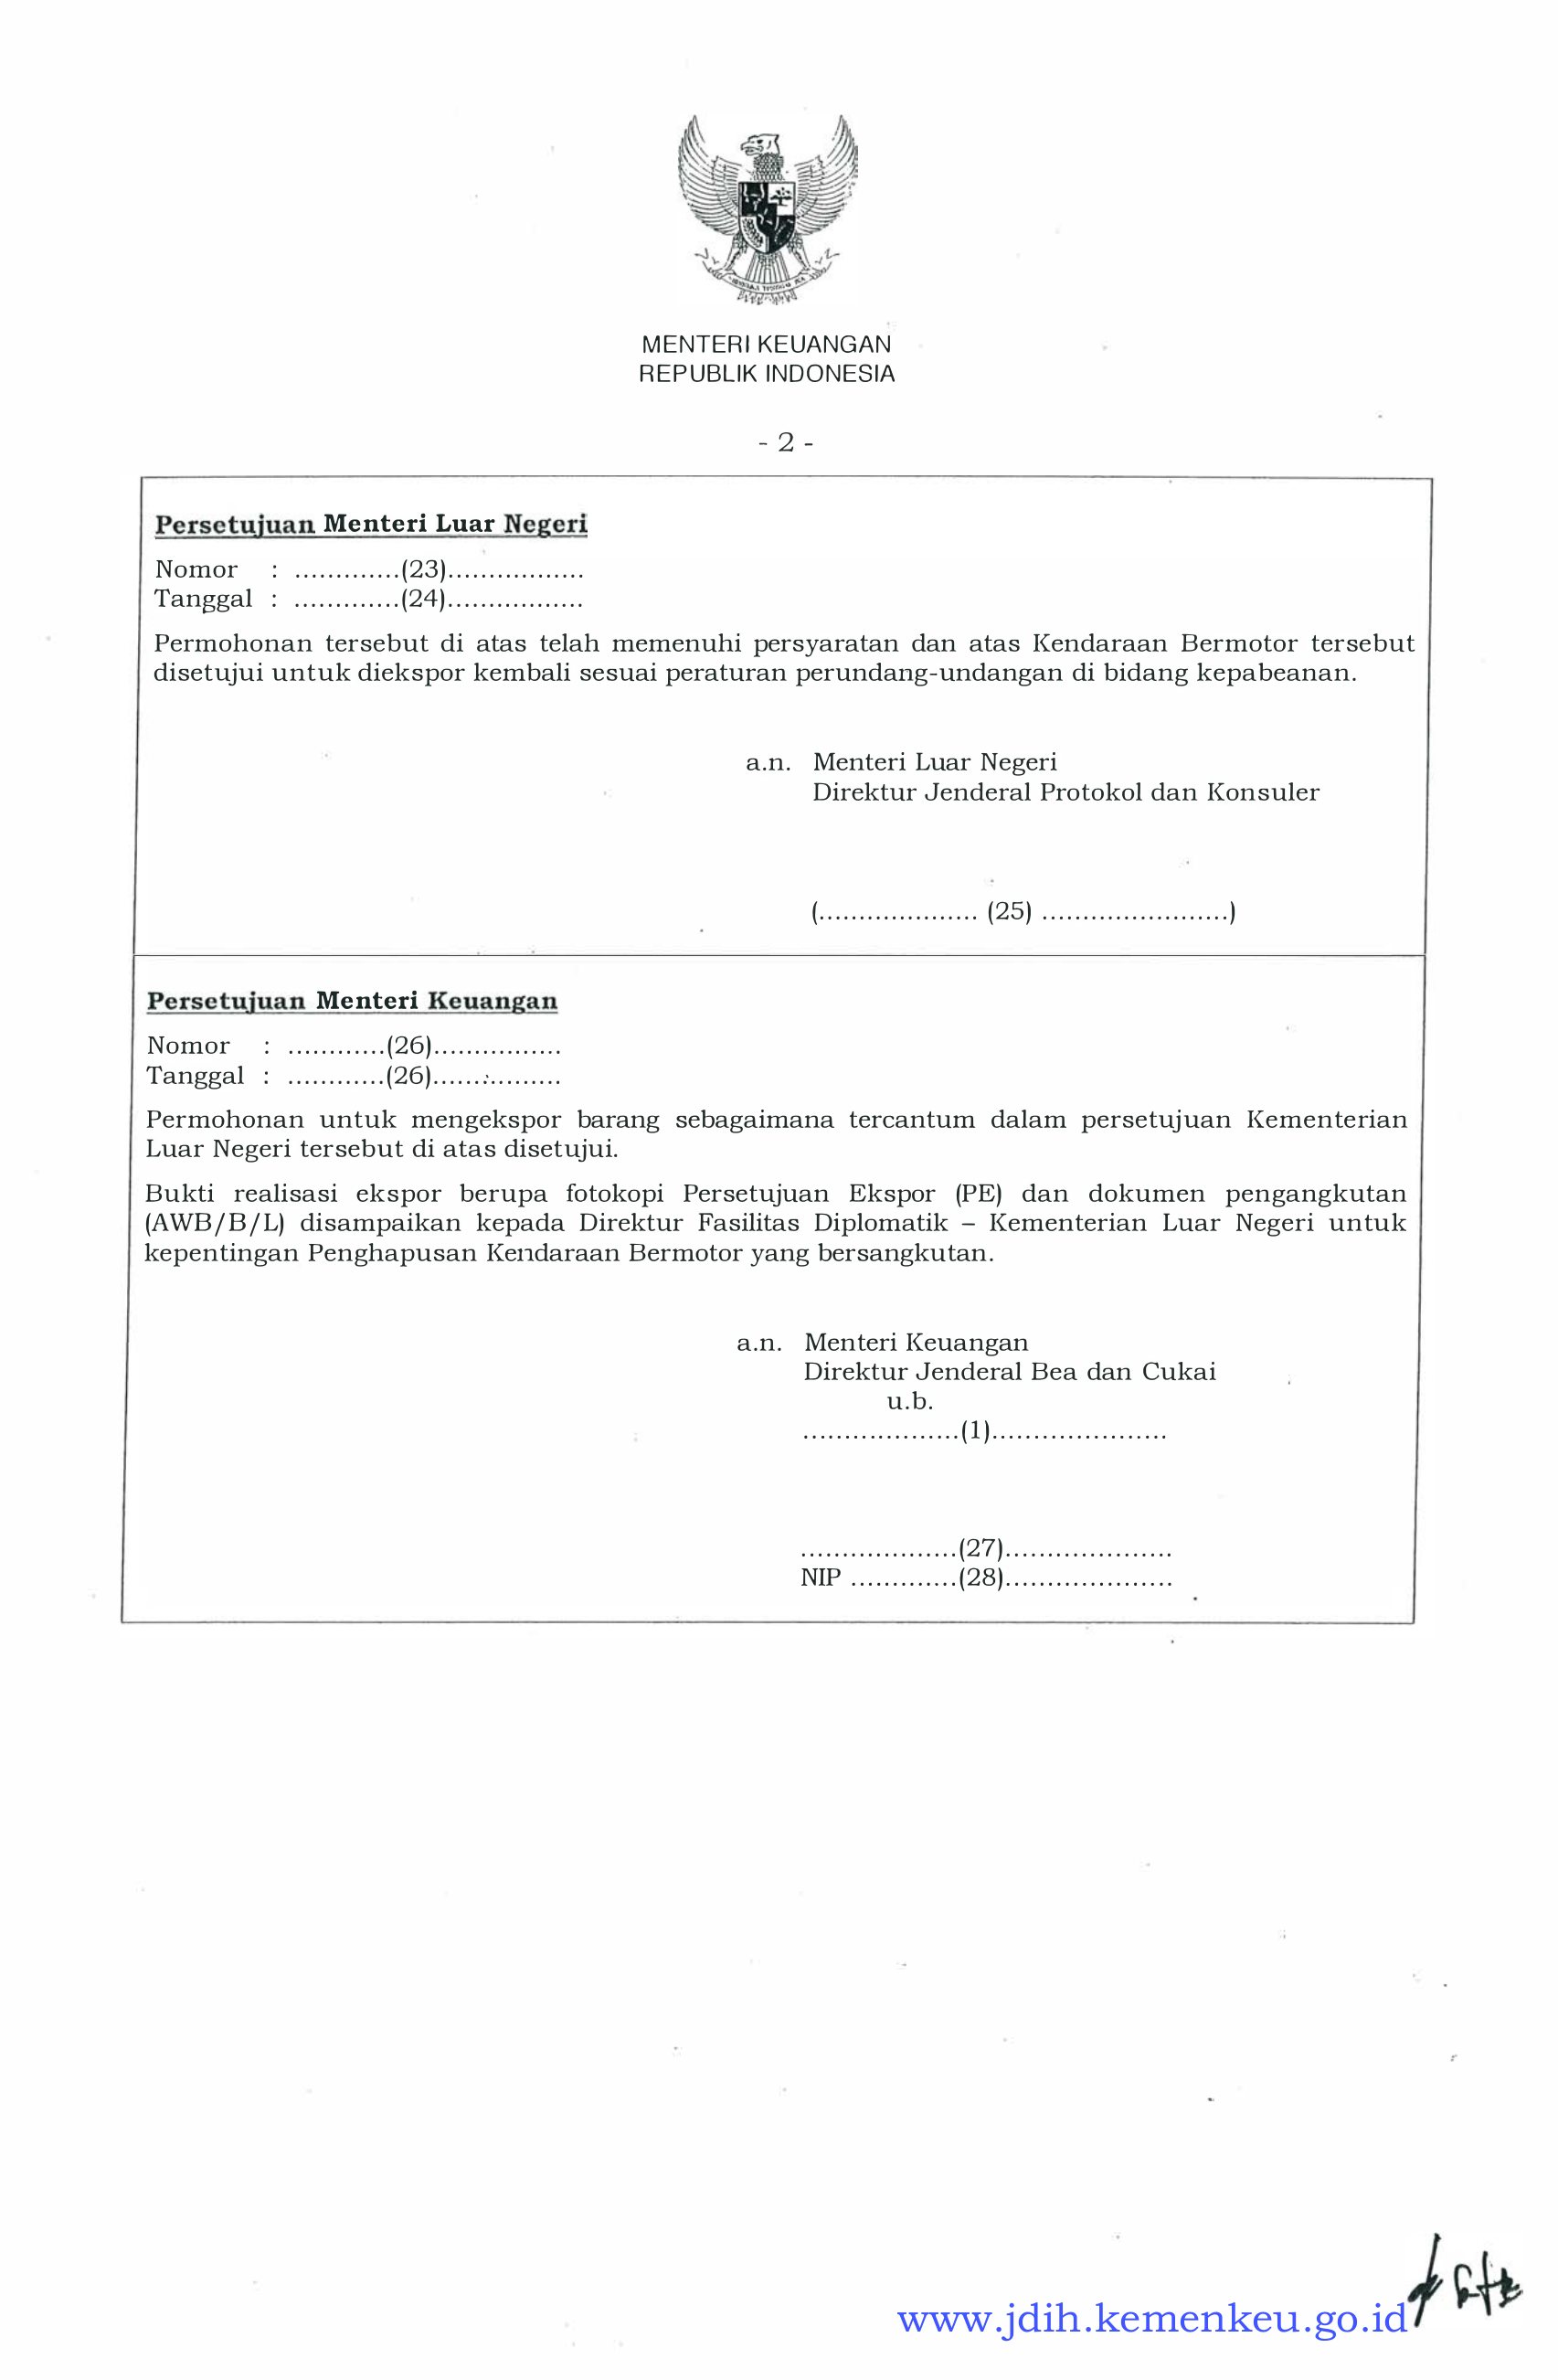 MENTERI KEUANGAN
REPUBLIK INDONESIA
- 2 -
Persetujuan Menteri Luar Negeri
Nomor : .............(23).................
Tanggal : .............(24).................
Permohonan tersebut di atas telah memenuhi persyaratan dan atas Kendaraan Bermotor tersebut
disetujui untuk diekspor kembali sesuai peraturan perundang-undangan di bidang kepabeanan.
a.n. Menteri Luar Negeri
Direktur Jenderal Protokol dan Konsuler
(.................... (25) .......................)
Persetujuan Menteri Keuangan
Nomor : ............(26)................
Tanggal : ............(26)................
Permohonan untuk mengekspor barang sebagaimana tercantum dalam persetujuan Kementerian
Luar Negeri tersebut di atas disetujui.
Bukti realisasi ekspor berupa fotokopi Persetujuan Ekspor (PE) dan dokumen pengangkutan
(AWB/B/L) disampaikan kepada Direktur Fasilitas Diplomatik – Kementerian Luar Negeri untuk
kepentingan Penghapusan Kendaraan Bermotor yang bersangkutan.
a.n. Menteri Keuangan
Direktur Jenderal Bea dan Cukai
u.b.
...................(1).....................
...................(27)....................
NIP .............(28)....................
www.jdih.kemenkeu.go.id